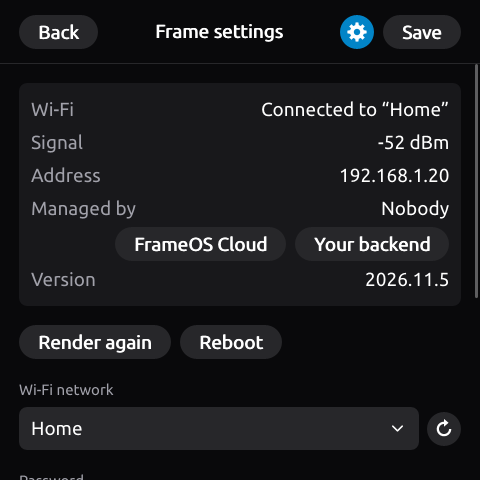 Back
Frame settings
Save
Wi-Fi
Connected to “Home”
Signal
-52 dBm
Address
192.168.1.20
Managed by
Nobody
FrameOS Cloud
Your backend
Version
2026.11.5
Render again
Reboot
Wi-Fi network
Home
Password